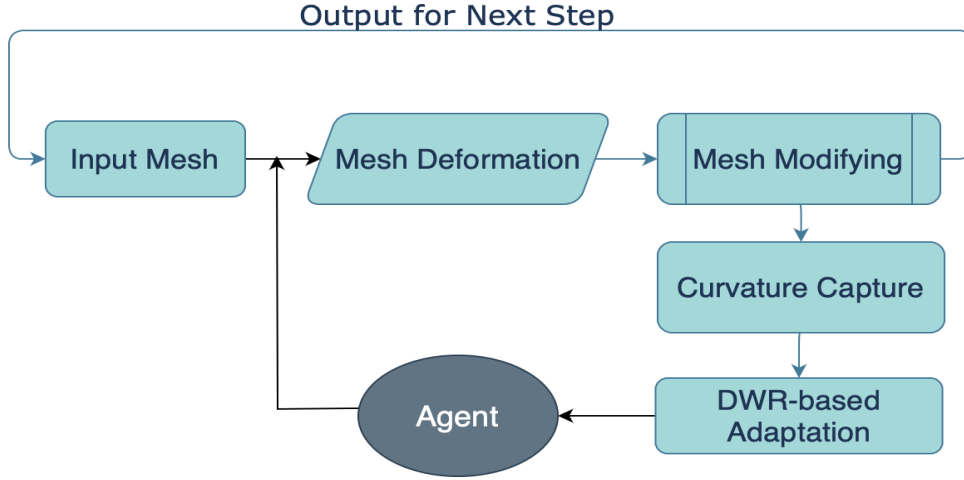 Output for Next Step
Input Mesh
Mesh Deformation
Mesh Modifying
Curvature Capture
DWR-based
Adaptation
Agent